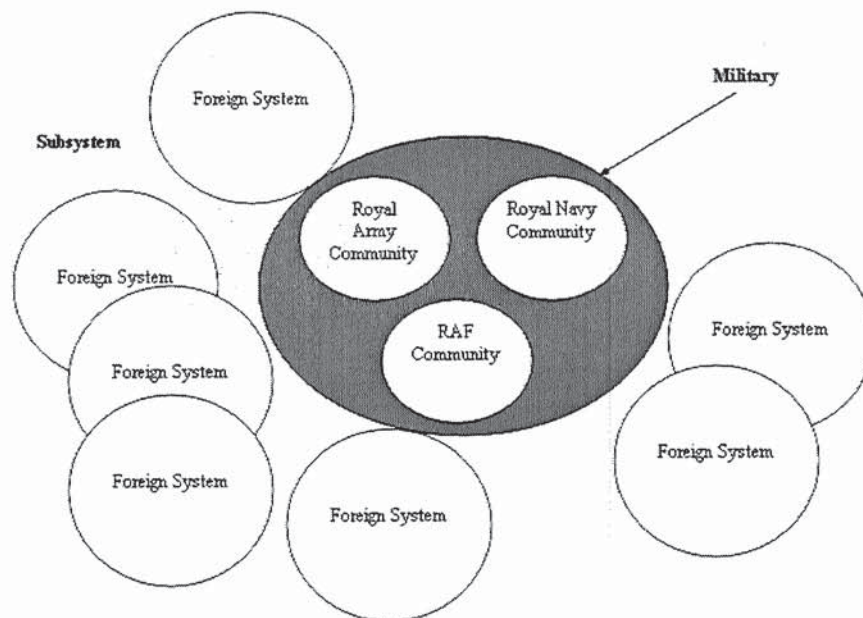 Military
Foreign System
Subsystem
Royal
Army
Community
Royal Navy
Community
Foreign System
RAF
Community
Foreign System
Foreign System
Foreign System
Foreign System
Foreign System
Foreign System